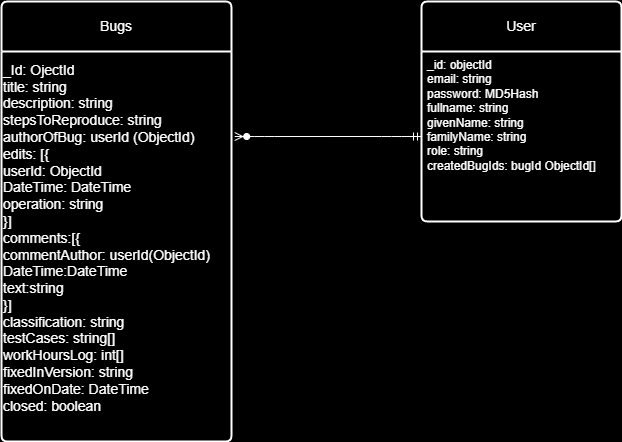 Bugs
_Id: OjectId
title: string
description: string
stepsToReproduce: string
authorOfBug: userId (ObjectId)
edits: [{
userId: ObjectId
DateTime: DateTime
operation: string
}]
comments:[{
commentAuthor: userId(ObjectId)
DateTime:DateTime
text:string
}]
classification: string
testCases: string[]
workHoursLog: int[]
fixedInVersion: string
fixedOnDate: DateTime
closed: boolean
User
_id: objectId
email: string
password: MD5Hash
fullname: string
givenName: string
familyName: string
role: string
createdBugIds: bugId ObjectId[]